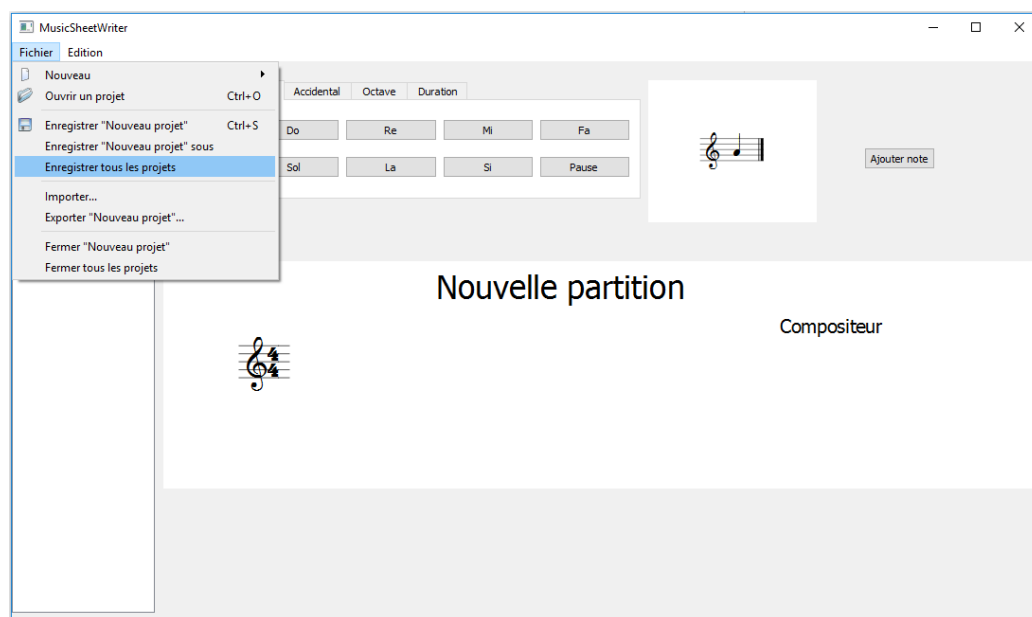 MusicSheetWriter
Fichier Edition
Nouveau
Ouvrir un projet Ctrl+O
Enregistrer "Nouveau projet" Ctrl+S
Enregistrer "Nouveau projet" sous
Enregistrer tous les projets
Importer...
Exporter "Nouveau projet"...
Fermer "Nouveau projet"
Fermer tous les projets
Accidental Octave Duration
Do Re Mi Fa
Sol La Si Pause
Ajouter note
Nouvelle partition
Compositeur
4
4